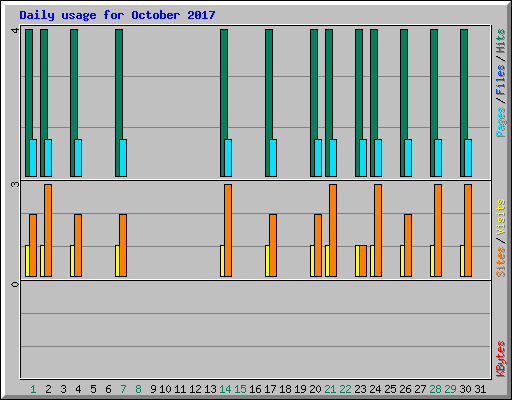 Daily usage for October 2017
4
Pages / Files / Hits
3
Sites / Visits
0
KBytes
1 2 3 4 5 6 7 8 9 10 11 12 13 14 15 16 17 18 19 20 21 22 23 24 25 26 27 28 29 30 31